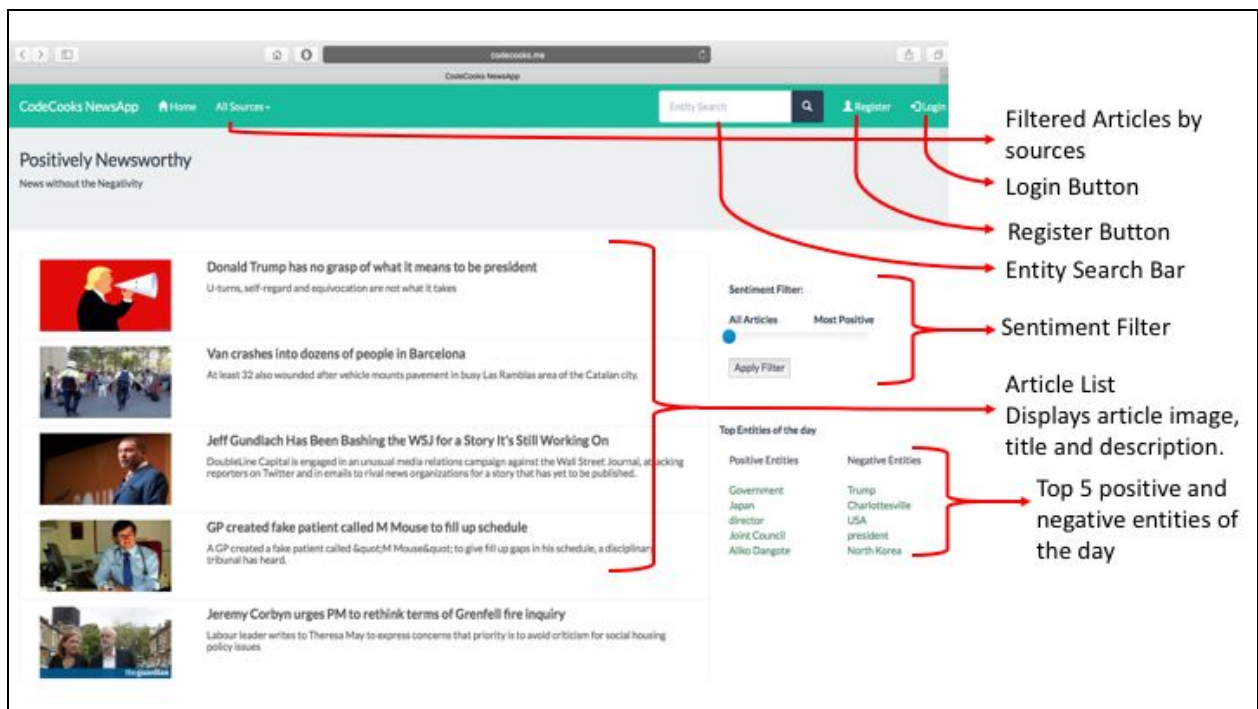 codecooks.me
CodeCooks NewsApp
CodeCooks NewsApp Home All Sources Entity Search Register Login
Positively Newsworthy
News without the Negativity
Donald Trump has no grasp of what it means to be president
U-turns, self-regard and equivocation are not what it takes
Van crashes into dozens of people in Barcelona
At least 32 also wounded after vehicle mounts pavement in busy Las Ramblas area of the Catalan city.
Jeff Gundlach Has Been Bashing the WSJ for a Story It's Still Working On
DoubleLine Capital is engaged in an unusual media relations campaign against the Wall Street Journal, attacking
reporters on Twitter and in emails to rival news organizations for a story that has yet to be published.
GP created fake patient called M Mouse to fill up schedule
A GP created a fake patient called &quot;M Mouse&quot; to give fill up gaps in his schedule, a disciplinary
tribunal has heard.
Jeremy Corbyn urges PM to rethink terms of Grenfell fire inquiry
Labour leader writes to Theresa May to express concerns that priority is to avoid criticism for social housing
policy issues
theguardian
Sentiment Filter:
All Articles Most Positive
Apply Filter
Top Entities of the day
Positive Entities Negative Entities
Government Trump
Japan Charlottesville
director USA
Joint Council president
Aliko Dangote North Korea
Filtered Articles by
sources
Login Button
Register Button
Entity Search Bar
Sentiment Filter
Article List
Displays article image,
title and description.
Top 5 positive and
negative entities of
the day